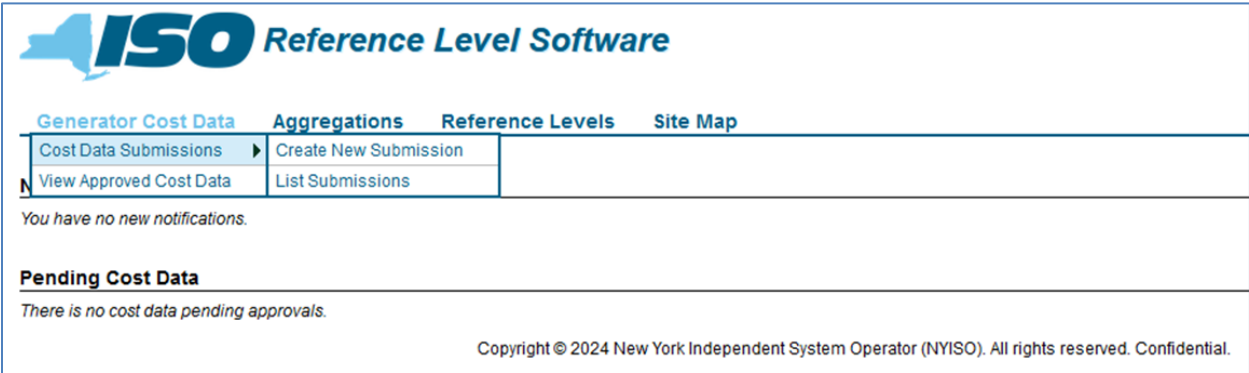 ISO Reference Level Software
Generator Cost Data Aggregations Reference Levels Site Map
Cost Data Submissions Create New Submission
View Approved Cost Data List Submissions
You have no new notifications.
Pending Cost Data
There is no cost data pending approvals.
Copyright © 2024 New York Independent System Operator (NYISO). All rights reserved. Confidential.